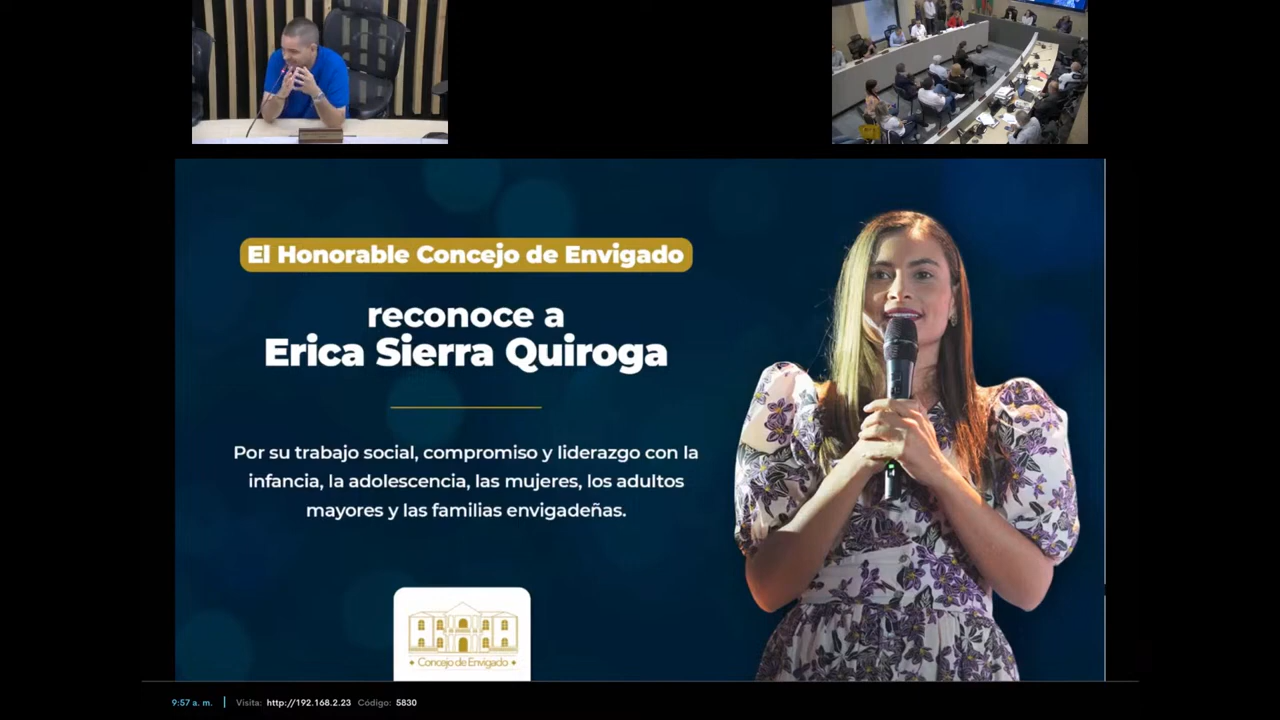 El Honorable Concejo de Envigado
reconoce a
Erica Sierra Quiroga
Por su trabajo social, compromiso y liderazgo con la
infancia, la adolescencia, las mujeres, los adultos
mayores y las familias envigadeñas.
Concejo de Envigado
9:57 a. m. Visita: http://192.168.2.23 Código: 5830